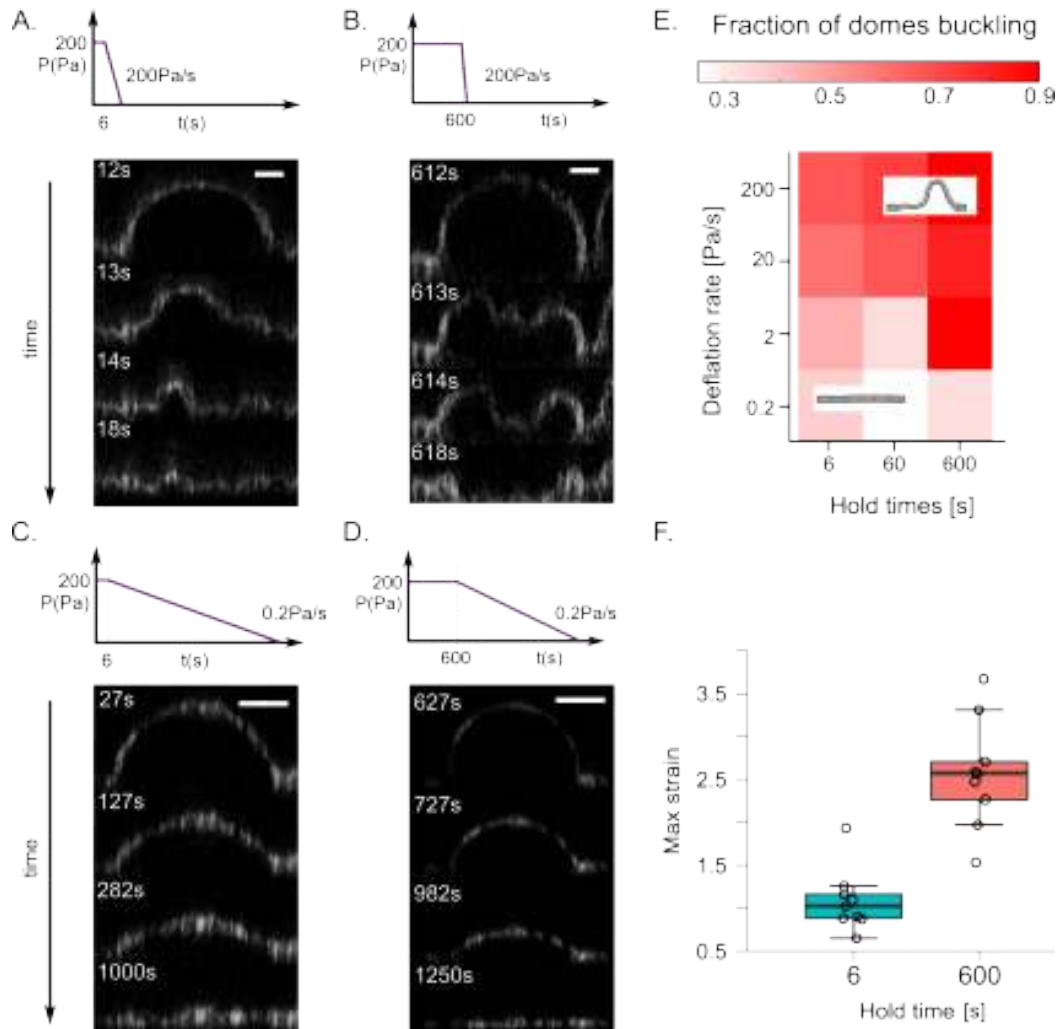 A.
200
P(Pa)
200Pa/s
6
t(s)
time
12s
13s
14s
18s
B.
200
P(Pa)
200Pa/s
600
t(s)
612s
613s
614s
618s
E.
Fraction of domes buckling
0.3
0.5
0.7
0.9
Deflation rate [Pa/s]
200
20
2
0.2
6
60
600
Hold times [s]
C.
200
P(Pa)
0.2Pa/s
6
t(s)
time
27s
127s
282s
1000s
D.
200
P(Pa)
0.2Pa/s
600
t(s)
627s
727s
982s
1250s
F.
Max strain
3.5
2.5
1.5
0.5
6
600
Hold time [s]